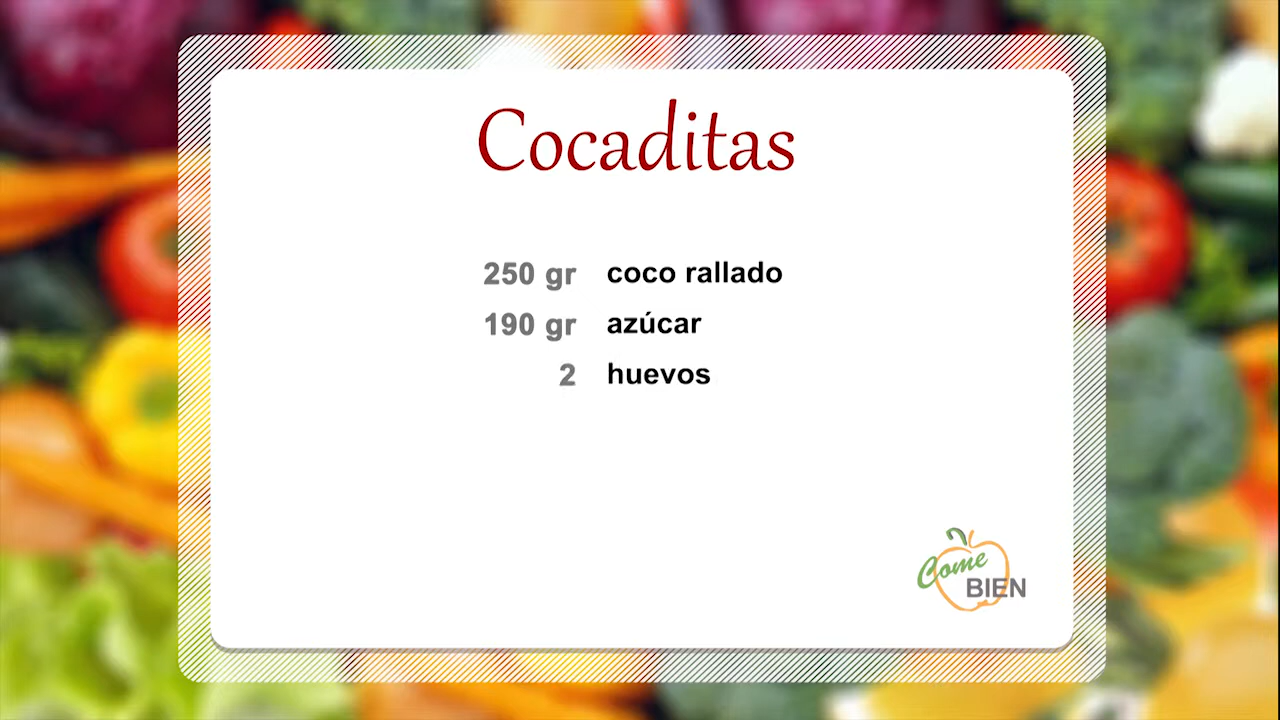 Cocaditas
250 gr coco rallado
190 gr azúcar
2 huevos
Come
BIEN